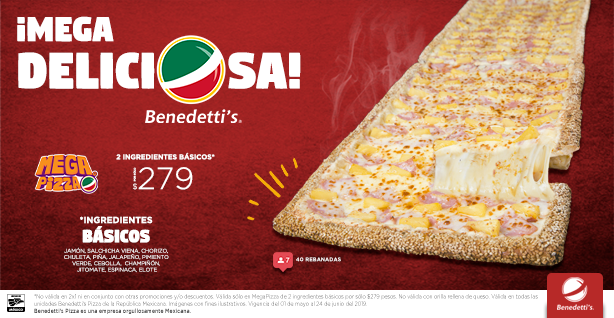 ¡MEGA
DELICIOSA!
Benedetti's®
MEGA
PIZZA
2 INGREDIENTES BÁSICOS*
$279
*INGREDIENTES
BÁSICOS
JAMÓN, SALCHICHA VIENA, CHORIZO,
CHULETA, PIÑA, JALAPEÑO, PIMIENTO
VERDE, CEBOLLA, CHAMPIÑÓN,
JITOMATE, ESPINACA, ELOTE
7 40 REBANADAS
HECHO EN
MÉXICO
*No válida en 2x1 ni en conjunto con otras promociones y/o descuentos. Válida sólo en MegaPizza de 2 ingredientes básicos por sólo $279 pesos. No válida con orilla rellena de queso. Válida en todas las
unidades Benedetti's Pizza de la República Mexicana. Imágenes con fines ilustrativos. Vigencia del 01 de mayo al 24 de junio del 2019.
Benedetti's Pizza es una empresa orgullosamente Mexicana.
Benedetti's.